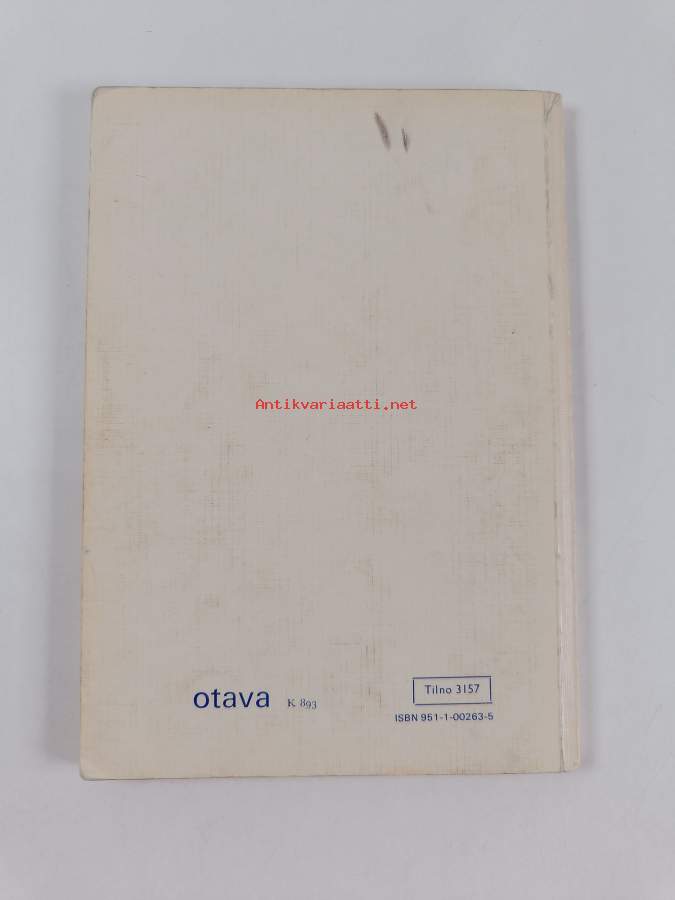 Antikvariaatti.net
otava K 893
Tilno 3157
ISBN 951-1-00263-5